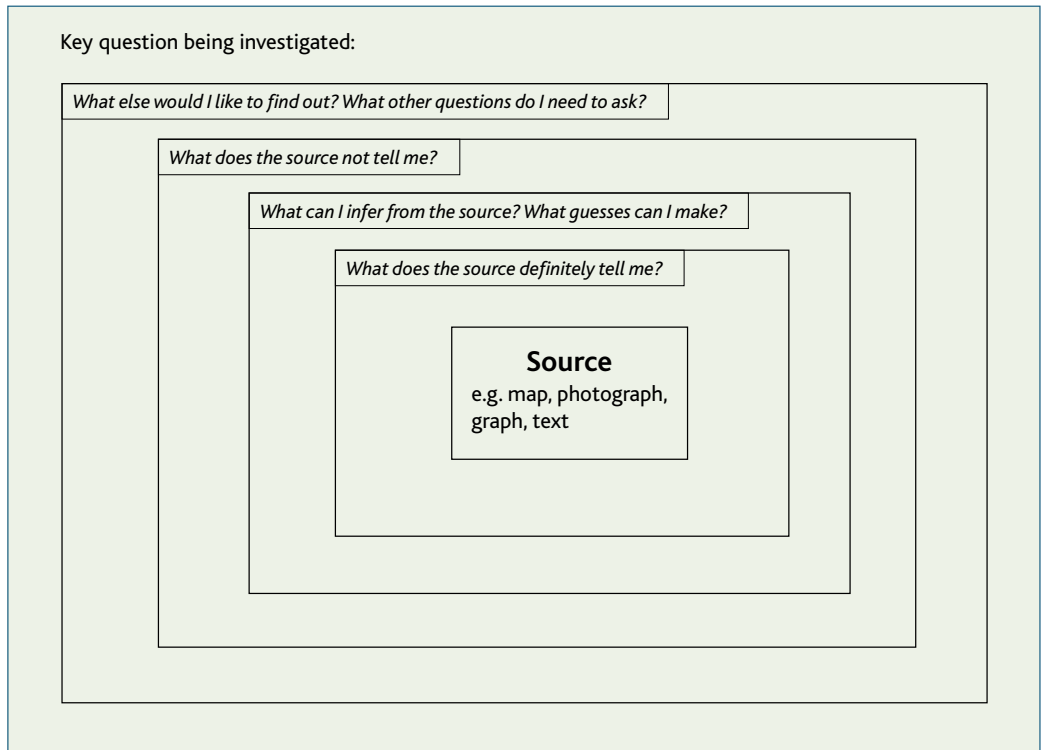 Key question being investigated:
What else would I like to find out? What other questions do I need to ask?
What does the source not tell me?
What can I infer from the source? What guesses can I make?
What does the source definitely tell me?
Source
e.g. map, photograph,
graph, text